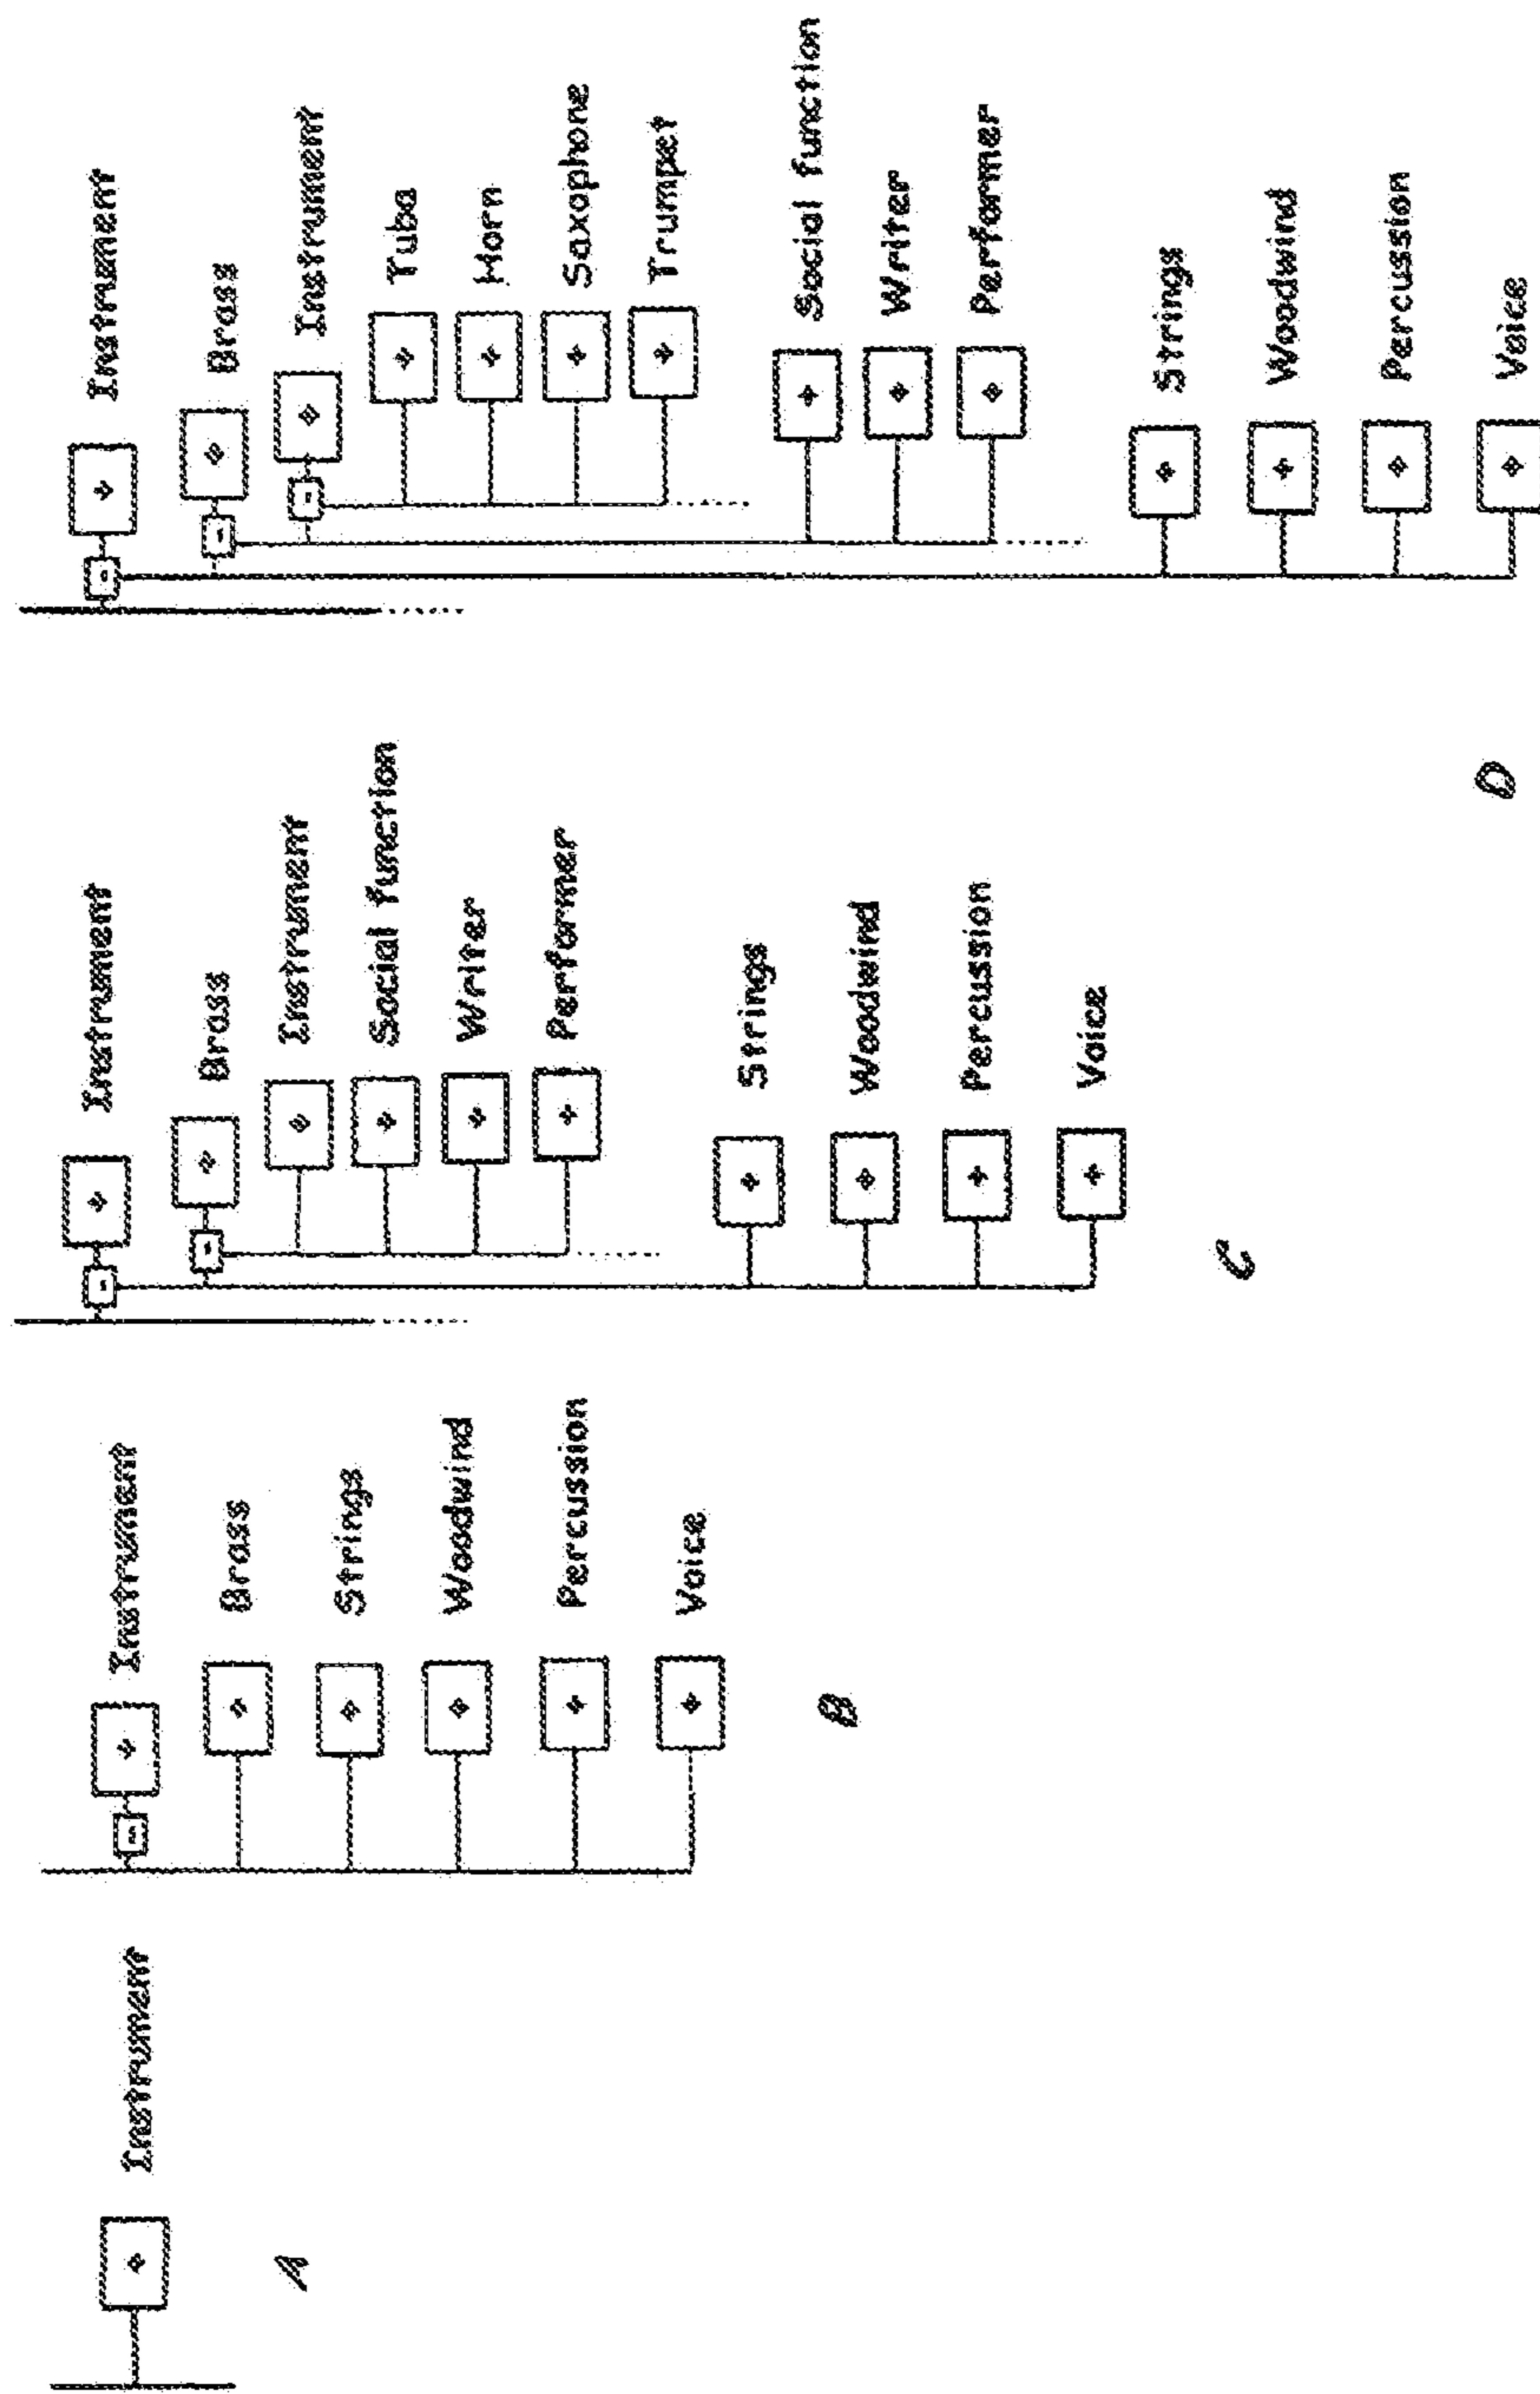 Instrument
A
Instrument
Brass
Strings
Woodwind
Percussion
Voice
B
Instrument
Brass
Instrument
Social function
Writer
Performer
Strings
Woodwind
Percussion
Voice
C
Instrument
Brass
Instrument
Tuba
Horn
Saxophone
Trumpet
Social function
Writer
Performer
Strings
Woodwind
Percussion
Voice
D